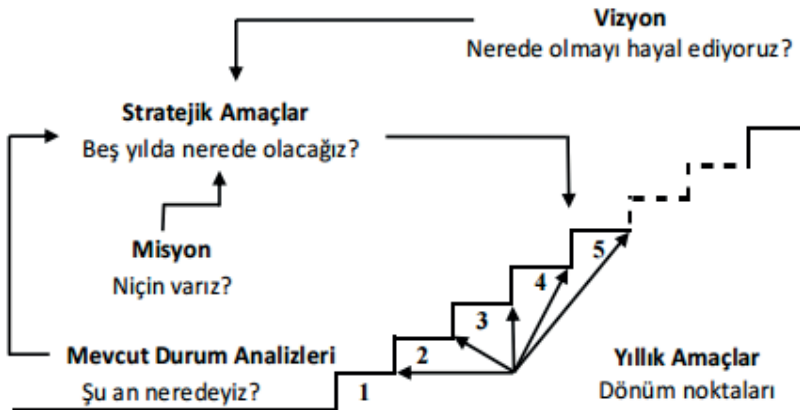 Vizyon
Nerede olmayı hayal ediyoruz?
Stratejik Amaçlar
Beş yılda nerede olacağız?
Misyon
Niçin varız?
Mevcut Durum Analizleri
Şu an neredeyiz?
1
2
3
4
5
Yıllık Amaçlar
Dönüm noktaları